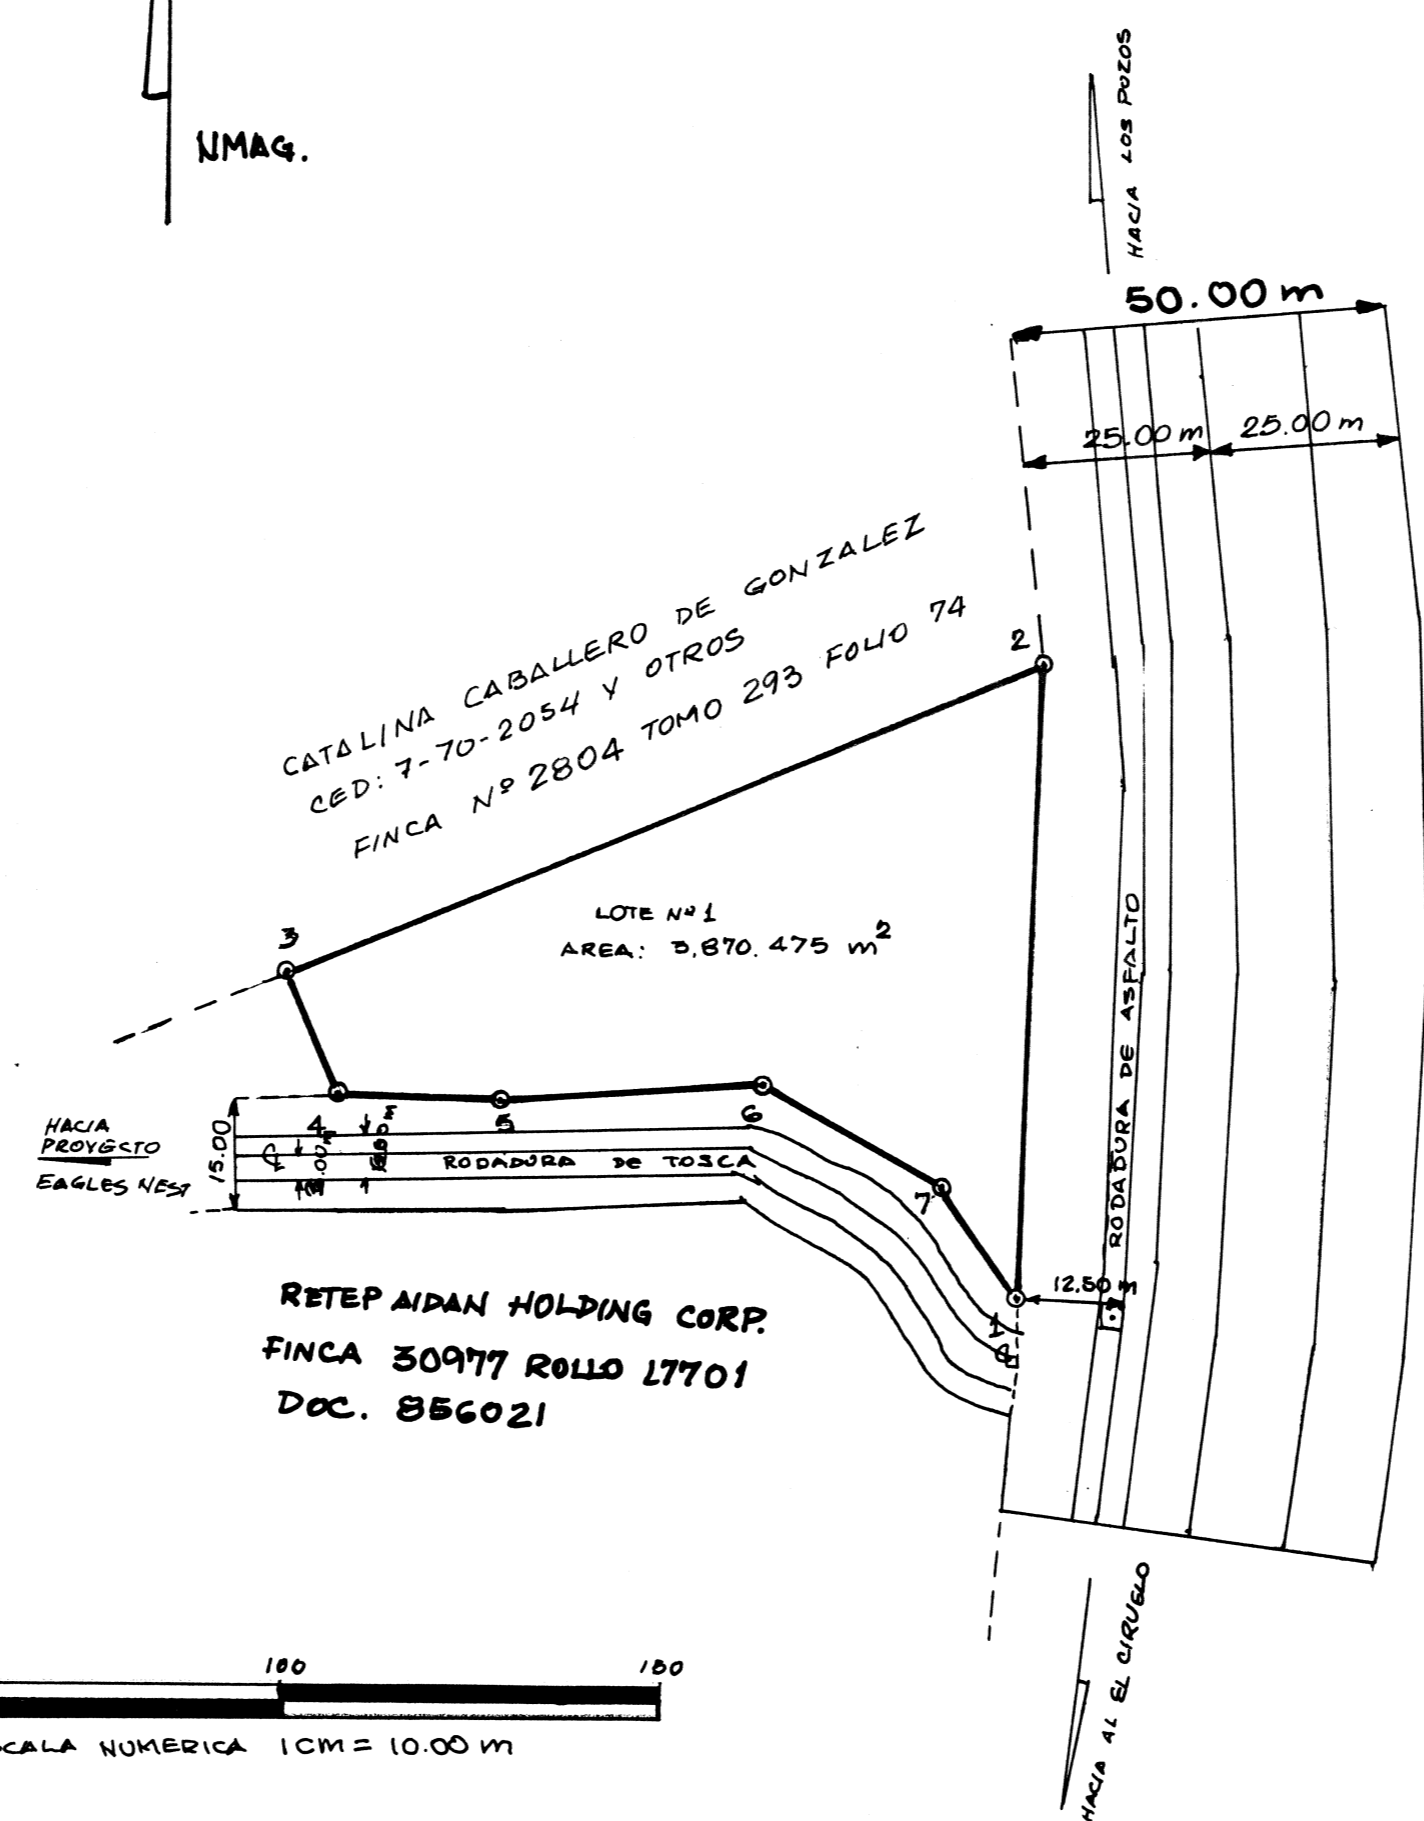 NMAG.
HACIA LOS POZOS
50.00 m
25.00 m
25.00 m
CATALINA CABALLERO DE GONZALEZ
CED: 7-70-2054 Y OTROS
FINCA Nº 2804 TOMO 293 FOLIO 74
2
3
LOTE Nº 1
AREA: 3,870.475 m²
RODADURA DE ASFALTO
4
5
6
7
1
HACIA
PROYECTO
EAGLES NEST
15.00
RODADURA DE TOSCA
12.50
RETEP AIDAN HOLDING CORP.
FINCA 30977 ROLLO 17701
DOC. 856021
100
150
CALA NUMERICA 1CM = 10.00 m
HACIA AL EL CIRUELO